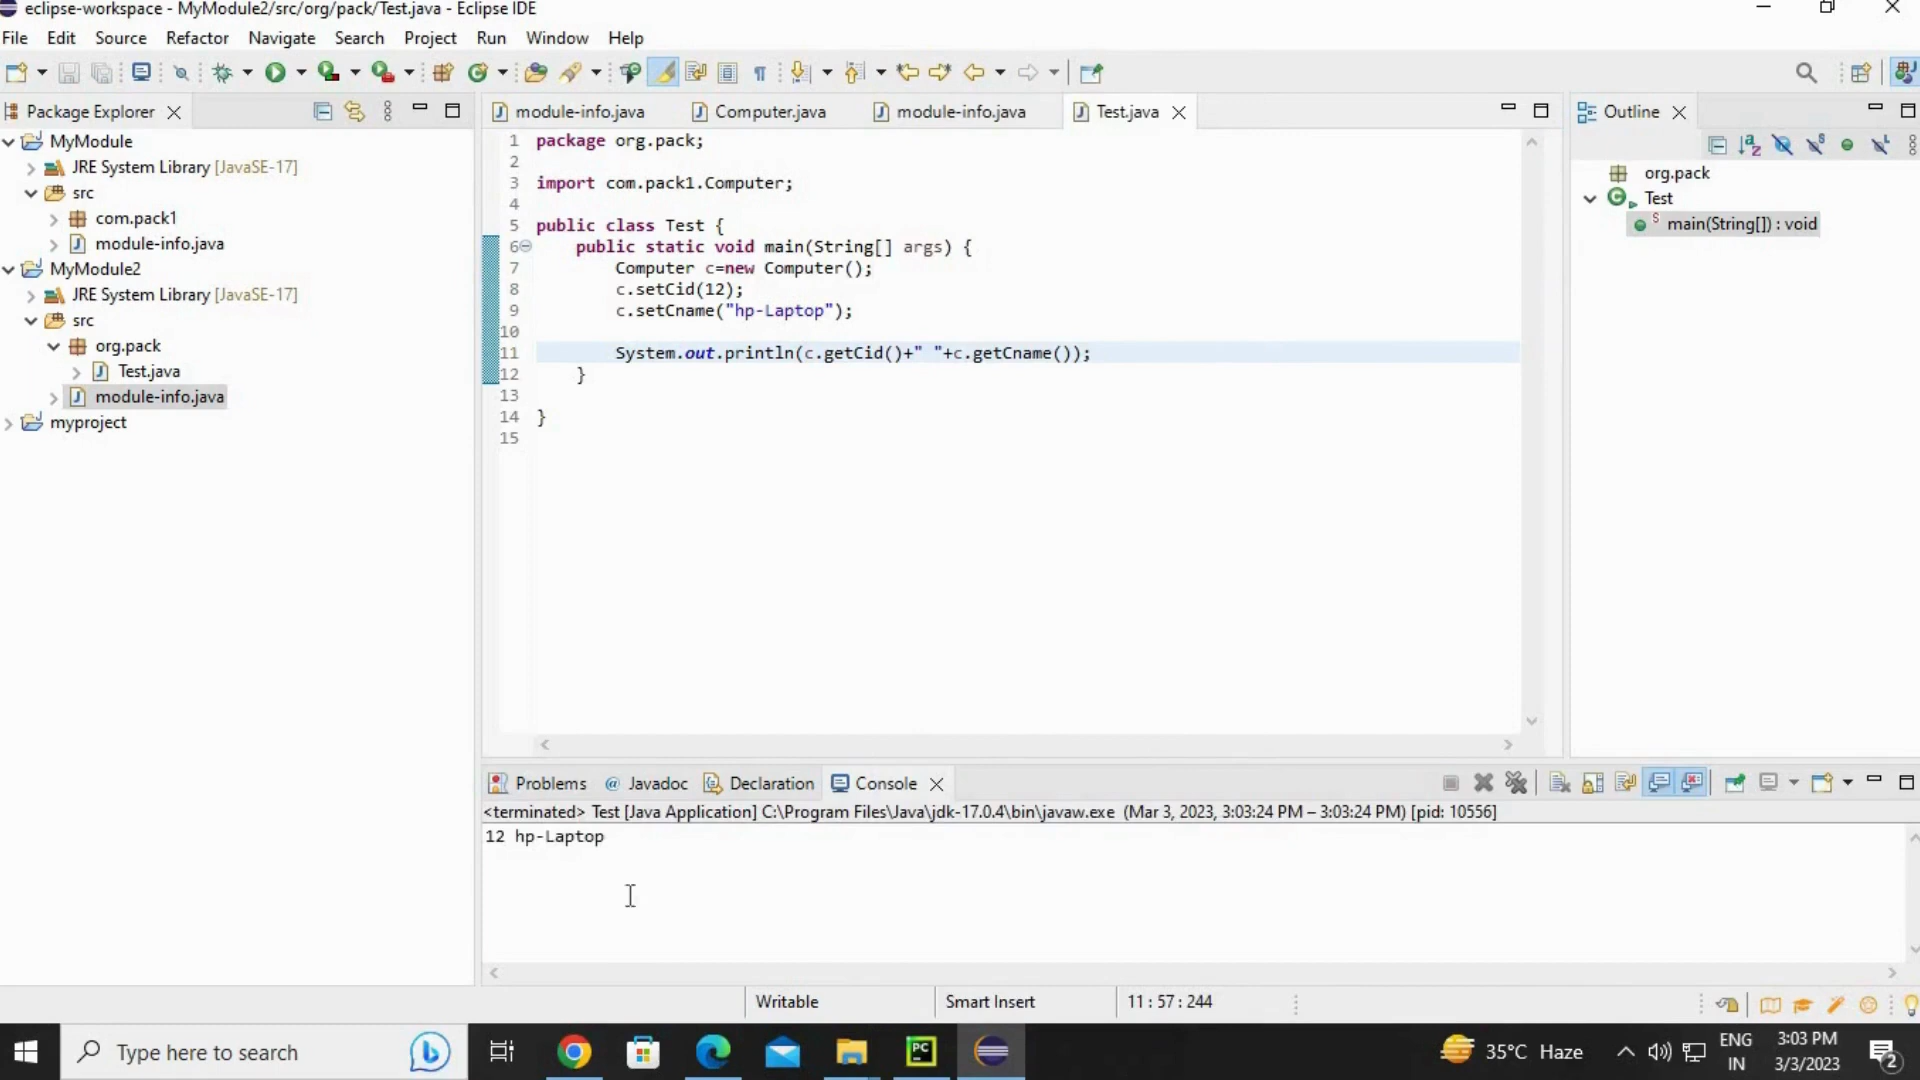 eclipse-workspace - MyModule2/src/org/pack/Test.java - Eclipse IDE
File Edit Source Refactor Navigate Search Project Run Window Help
Package Explorer
MyModule
JRE System Library [JavaSE-17]
src
com.pack1
module-info.java
MyModule2
JRE System Library [JavaSE-17]
src
org.pack
Test.java
module-info.java
myproject
module-info.java Computer.java module-info.java Test.java
1 package org.pack;
2
3 import com.pack1.Computer;
4
5 public class Test {
6 public static void main(String[] args) {
7 Computer c=new Computer();
8 c.setCid(12);
9 c.setCname("hp-Laptop");
10
11 System.out.println(c.getCid()+" "+c.getCname());
12 }
13
14 }
15
Outline
org.pack
Test
main(String[]) : void
Problems @ Javadoc Declaration Console
<terminated> Test [Java Application] C:\Program Files\Java\jdk-17.0.4\bin\javaw.exe (Mar 3, 2023, 3:03:24 PM – 3:03:24 PM) [pid: 10556]
12 hp-Laptop
Writable Smart Insert 11 : 57 : 244
Type here to search
35°C Haze
ENG
IN
3:03 PM
3/3/2023
2